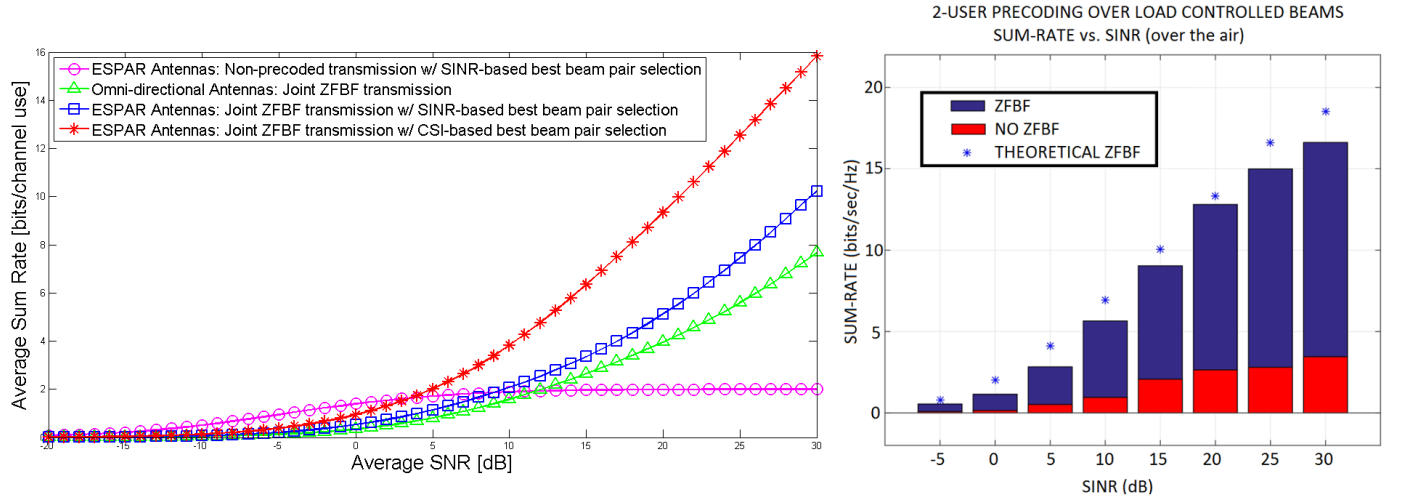 16
14
12
10
8
6
4
2
-20
-15
-10
-5
0
5
10
15
20
25
30
Average Sum Rate [bits/channel use]
Average SNR [dB]
ESPAR Antennas: Non-precoded transmission w/ SINR-based best beam pair selection
Omni-directional Antennas: Joint ZFBF transmission
ESPAR Antennas: Joint ZFBF transmission w/ SINR-based best beam pair selection
ESPAR Antennas: Joint ZFBF transmission w/ CSI-based best beam pair selection
2-USER PRECODING OVER LOAD CONTROLLED BEAMS
SUM-RATE vs. SINR (over the air)
ZFBF
NO ZFBF
THEORETICAL ZFBF
SUM-RATE (bits/sec/Hz)
20
15
10
5
0
-5
0
5
10
15
20
25
30
SINR (dB)